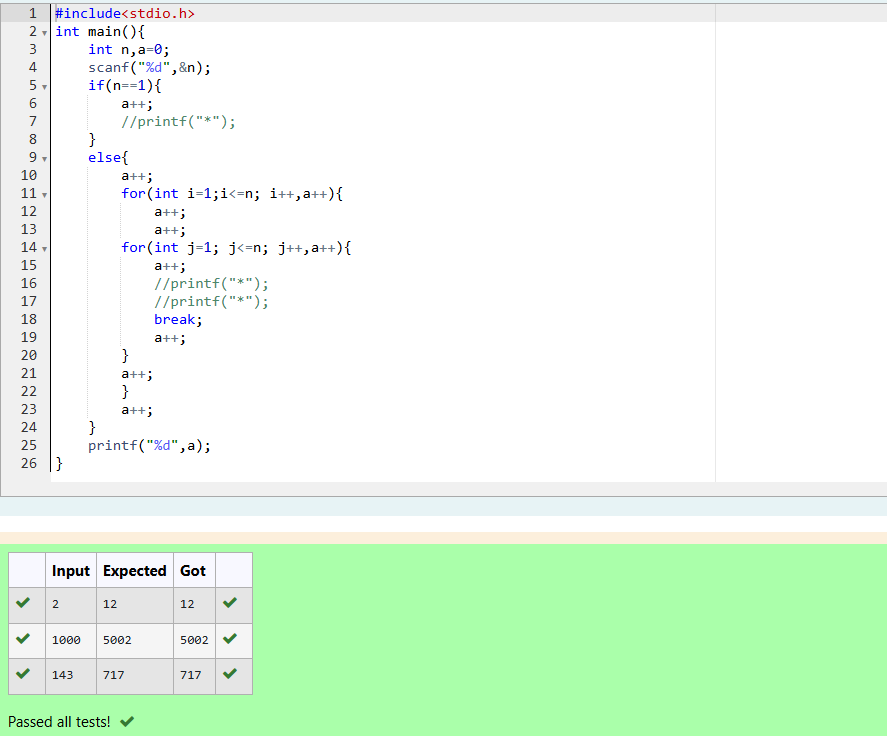 1 #include<stdio.h>
2 int main(){
3     int n,a=0;
4     scanf("%d",&n);
5     if(n==1){
6         a++;
7         //printf("*");
8     }
9     else{
10         a++;
11         for(int i=1;i<=n; i++,a++){
12             a++;
13             a++;
14         for(int j=1; j<=n; j++,a++){
15             a++;
16             //printf("*");
17             //printf("*");
18             break;
19             a++;
20         }
21         a++;
22         }
23         a++;
24     }
25     printf("%d",a);
26 }
Input Expected Got
2 12 12
1000 5002 5002
143 717 717
Passed all tests!